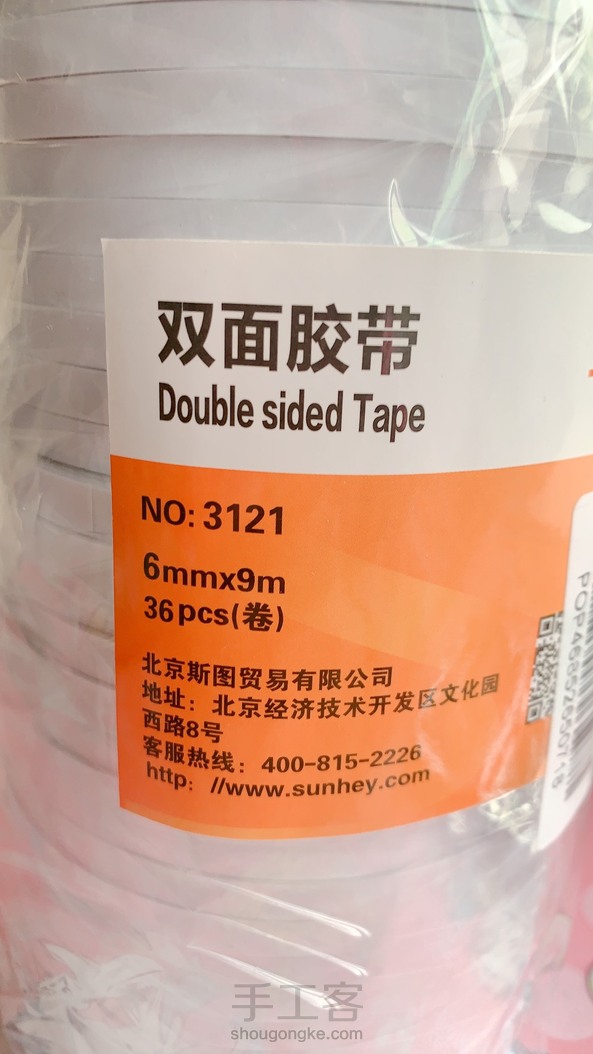 双面胶带
Double sided Tape
NO: 3121
6mmx9m
36pcs(卷)
北京斯图贸易有限公司
地址：北京经济技术开发区文化园
西路8号
客服热线：400-815-2226
http: //www.sunhey.com
手工客
shougongke.com